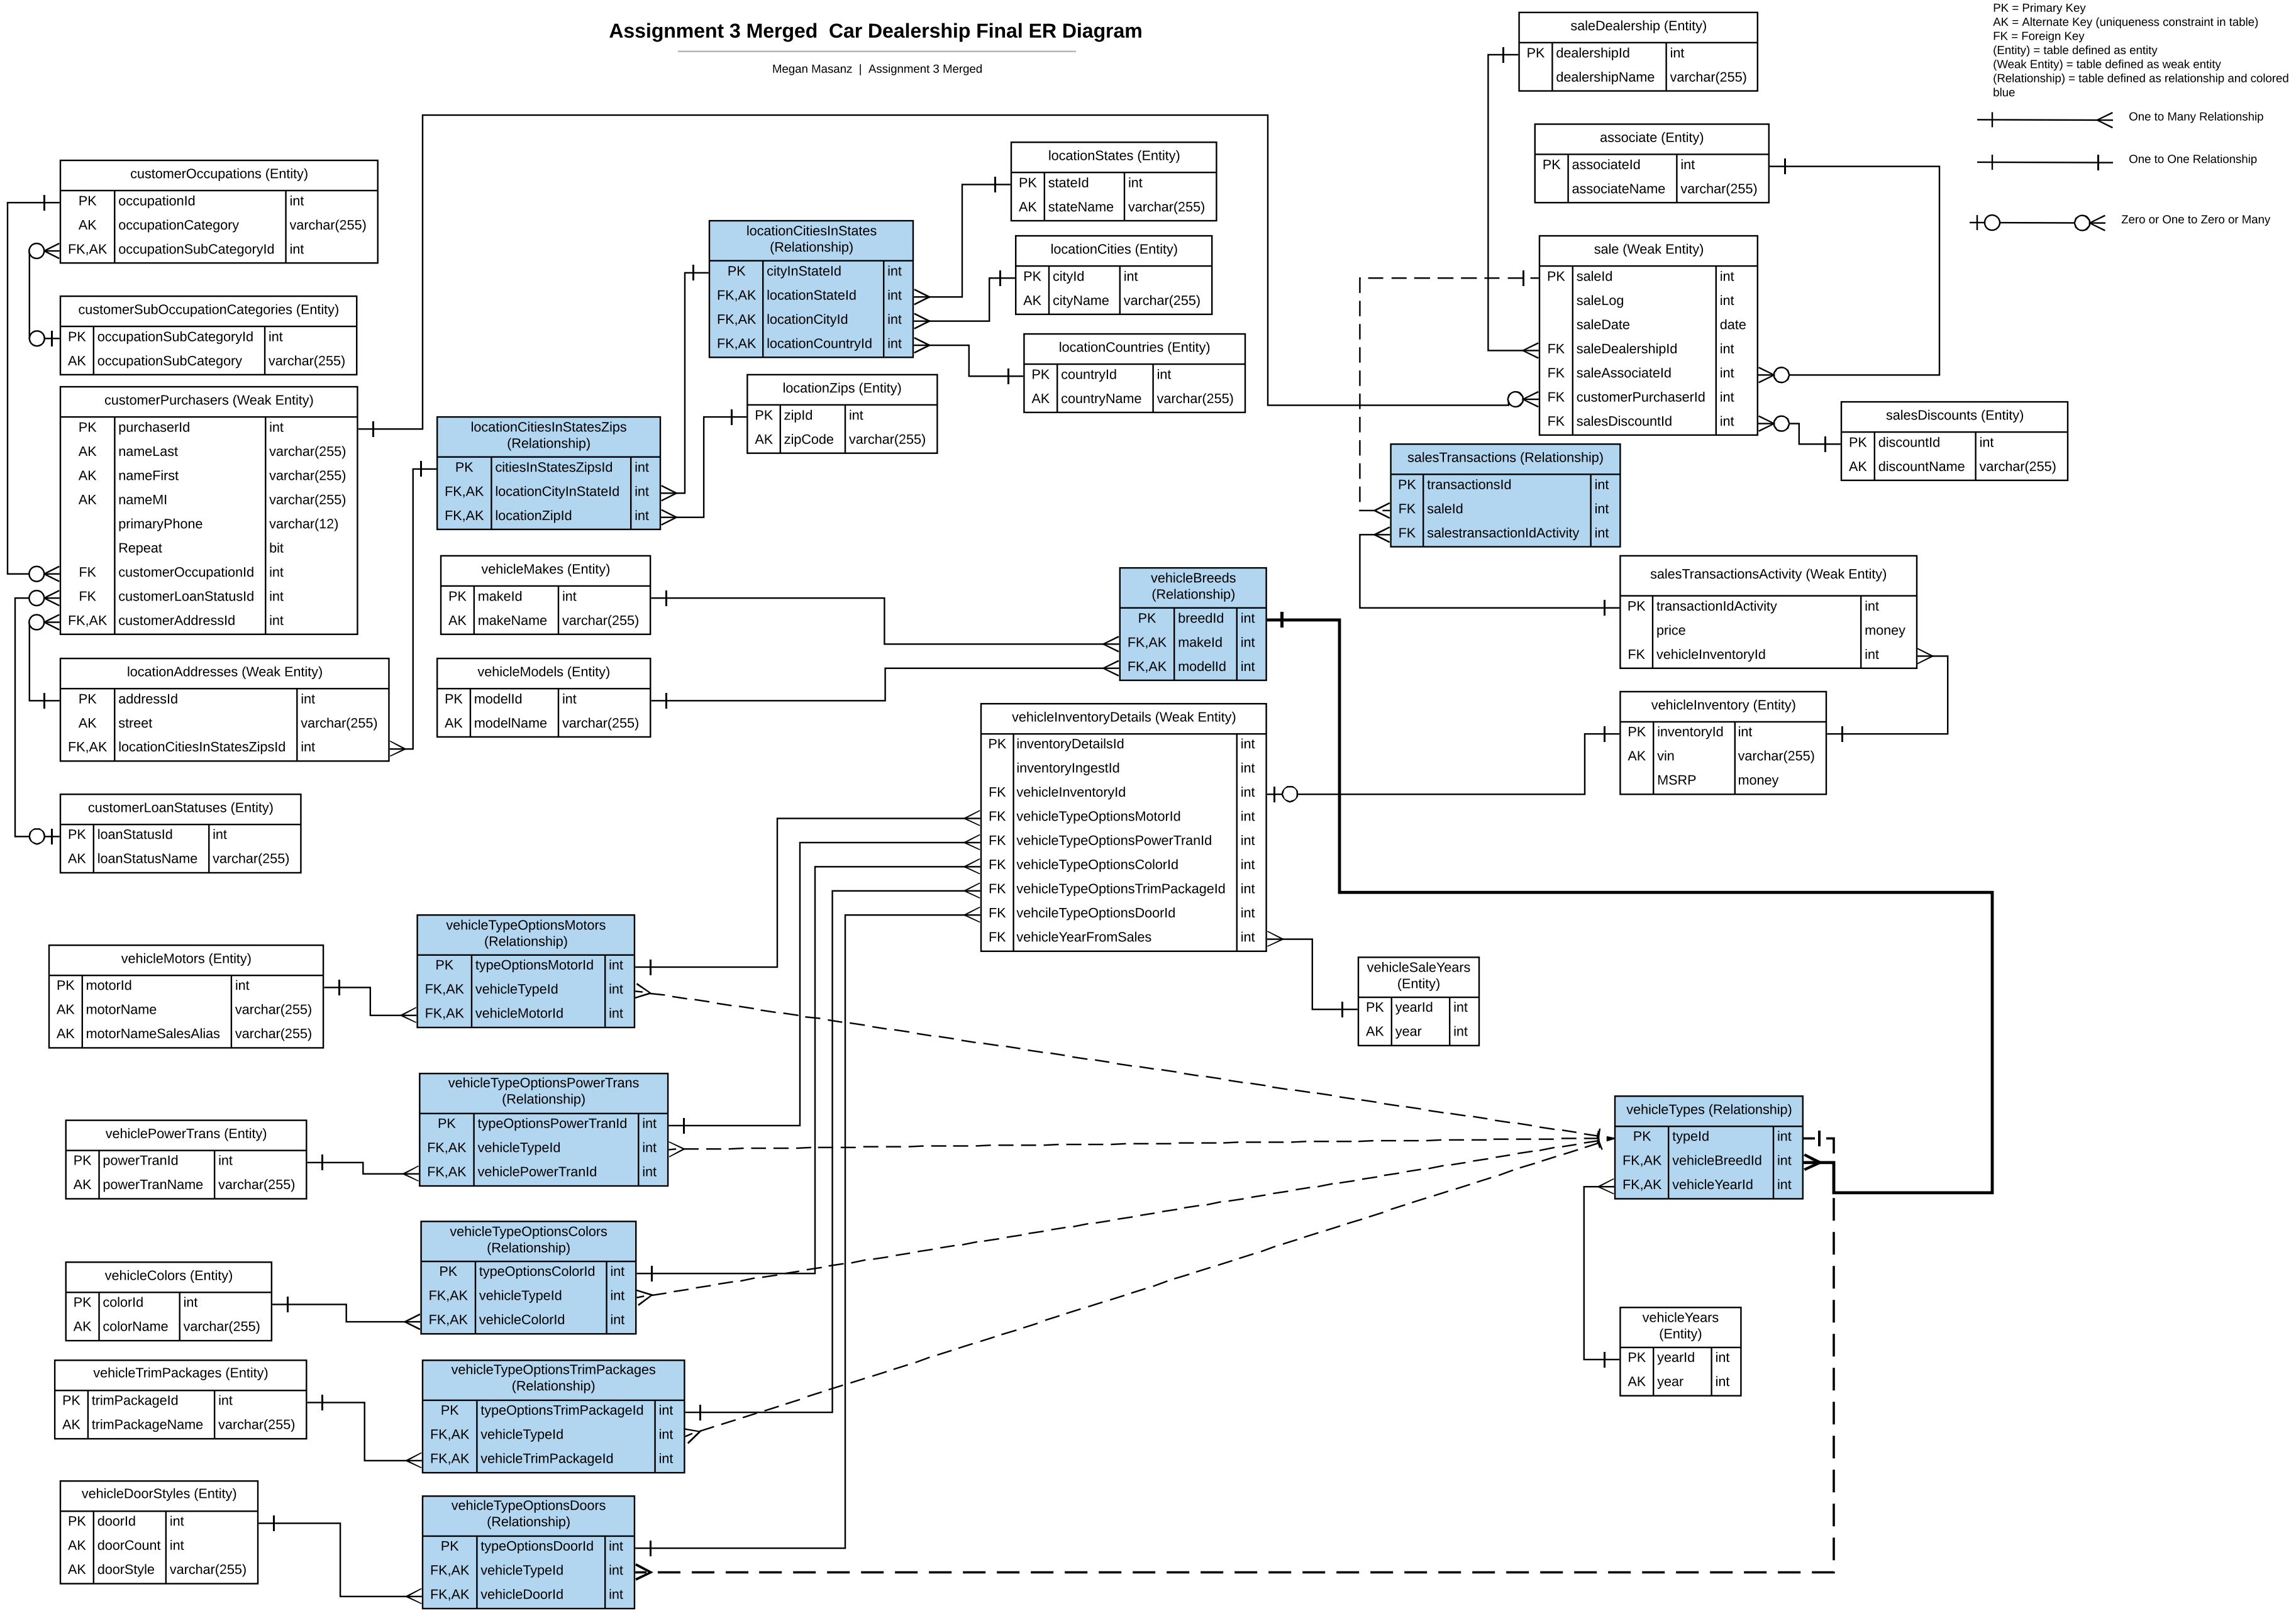 Assignment 3 Merged  Car Dealership Final ER Diagram
Megan Masanz  |  Assignment 3 Merged
PK = Primary Key
AK = Alternate Key (uniqueness constraint in table)
FK = Foreign Key
(Entity) = table defined as entity
(Weak Entity) = table defined as weak entity
(Relationship) = table defined as relationship and colored
blue
One to Many Relationship
One to One Relationship
Zero or One to Zero or Many
saleDealership (Entity)
PK dealershipId int
dealershipName varchar(255)
associate (Entity)
PK associateId int
associateName varchar(255)
sale (Weak Entity)
PK saleId int
saleLog int
saleDate date
FK saleDealershipId int
FK saleAssociateId int
FK customerPurchaserId int
FK salesDiscountId int
salesDiscounts (Entity)
PK discountId int
AK discountName varchar(255)
salesTransactions (Relationship)
PK transactionsId int
FK saleId int
FK salestransactionIdActivity int
salesTransactionsActivity (Weak Entity)
PK transactionIdActivity int
price money
FK vehicleInventoryId int
vehicleInventory (Entity)
PK inventoryId int
AK vin varchar(255)
MSRP money
customerOccupations (Entity)
PK occupationId int
AK occupationCategory varchar(255)
FK,AK occupationSubCategoryId int
customerSubOccupationCategories (Entity)
PK occupationSubCategoryId int
AK occupationSubCategory varchar(255)
customerPurchasers (Weak Entity)
PK purchaserId int
AK nameLast varchar(255)
AK nameFirst varchar(255)
AK nameMI varchar(255)
primaryPhone varchar(12)
Repeat bit
FK customerOccupationId int
FK customerLoanStatusId int
FK,AK customerAddressId int
locationAddresses (Weak Entity)
PK addressId int
AK street varchar(255)
FK,AK locationCitiesInStatesZipsId int
customerLoanStatuses (Entity)
PK loanStatusId int
AK loanStatusName varchar(255)
locationStates (Entity)
PK stateId int
AK stateName varchar(255)
locationCitiesInStates
(Relationship)
PK cityInStateId int
FK,AK locationStateId int
FK,AK locationCityId int
FK,AK locationCountryId int
locationCities (Entity)
PK cityId int
AK cityName varchar(255)
locationCountries (Entity)
PK countryId int
AK countryName varchar(255)
locationZips (Entity)
PK zipId int
AK zipCode varchar(255)
locationCitiesInStatesZips
(Relationship)
PK citiesInStatesZipsId int
FK,AK locationCityInStateId int
FK,AK locationZipId int
vehicleMakes (Entity)
PK makeId int
AK makeName varchar(255)
vehicleModels (Entity)
PK modelId int
AK modelName varchar(255)
vehicleBreeds
(Relationship)
PK breedId int
FK,AK makeId int
FK,AK modelId int
vehicleInventoryDetails (Weak Entity)
PK inventoryDetailsId int
inventoryIngestId int
FK vehicleInventoryId int
FK vehicleTypeOptionsMotorId int
FK vehicleTypeOptionsPowerTranId int
FK vehicleTypeOptionsColorId int
FK vehicleTypeOptionsTrimPackageId int
FK vehcileTypeOptionsDoorId int
FK vehicleYearFromSales int
vehicleSaleYears
(Entity)
PK yearId int
AK year int
vehicleMotors (Entity)
PK motorId int
AK motorName varchar(255)
AK motorNameSalesAlias varchar(255)
vehicleTypeOptionsMotors
(Relationship)
PK typeOptionsMotorId int
FK,AK vehicleTypeId int
FK,AK vehicleMotorId int
vehiclePowerTrans (Entity)
PK powerTranId int
AK powerTranName varchar(255)
vehicleTypeOptionsPowerTrans
(Relationship)
PK typeOptionsPowerTranId int
FK,AK vehicleTypeId int
FK,AK vehiclePowerTranId int
vehicleTypes (Relationship)
PK typeId int
FK,AK vehicleBreedId int
FK,AK vehicleYearId int
vehicleColors (Entity)
PK colorId int
AK colorName varchar(255)
vehicleTypeOptionsColors
(Relationship)
PK typeOptionsColorId int
FK,AK vehicleTypeId int
FK,AK vehicleColorId int
vehicleYears
(Entity)
PK yearId int
AK year int
vehicleTrimPackages (Entity)
PK trimPackageId int
AK trimPackageName varchar(255)
vehicleTypeOptionsTrimPackages
(Relationship)
PK typeOptionsTrimPackageId int
FK,AK vehicleTypeId int
FK,AK vehicleTrimPackageId int
vehicleDoorStyles (Entity)
PK doorId int
AK doorCount int
AK doorStyle varchar(255)
vehicleTypeOptionsDoors
(Relationship)
PK typeOptionsDoorId int
FK,AK vehicleTypeId int
FK,AK vehicleDoorId int